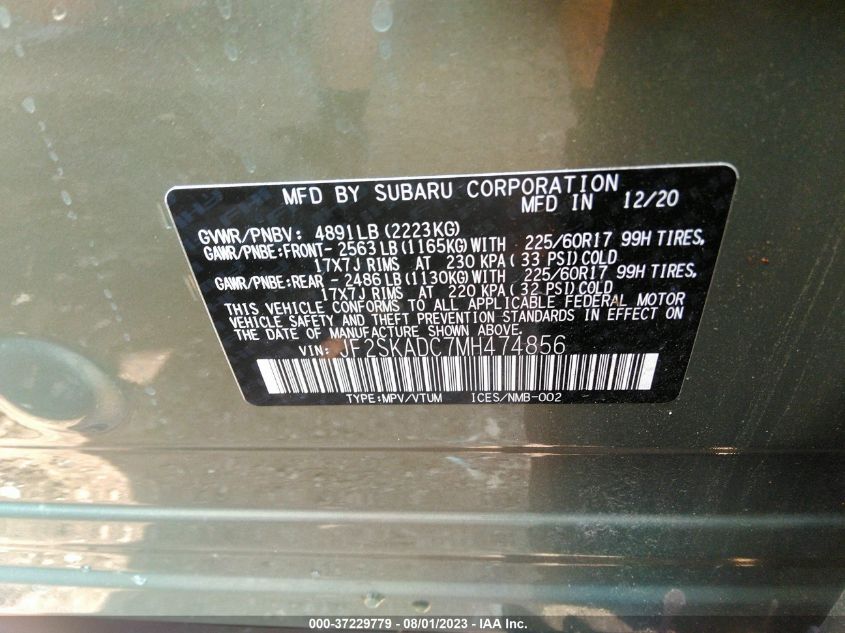 MFD BY SUBARU CORPORATION
MFD IN 12/20
GVWR/PNBV: 4891LB(2223KG)
GAWR/PNBE:FRONT- 2563LB(1165KG)WITH 225/60R17 99H TIRES,
17X7J RIMS AT 230 KPA(33 PSI)COLD
GAWR/PNBE:REAR - 2486LB(1130KG)WITH 225/60R17 99H TIRES,
17X7J RIMS AT 220 KPA(32 PSI)COLD
THIS VEHICLE CONFORMS TO ALL APPLICABLE FEDERAL MOTOR
VEHICLE SAFETY AND THEFT PREVENTION STANDARDS IN EFFECT ON
THE DATE OF MANUFACTURE SHOWN ABOVE.
VIN: JF2SKADC7MH474856
TYPE:MPV/VTUM ICES/NMB-002
000-37229779 - 08/01/2023 - IAA Inc.